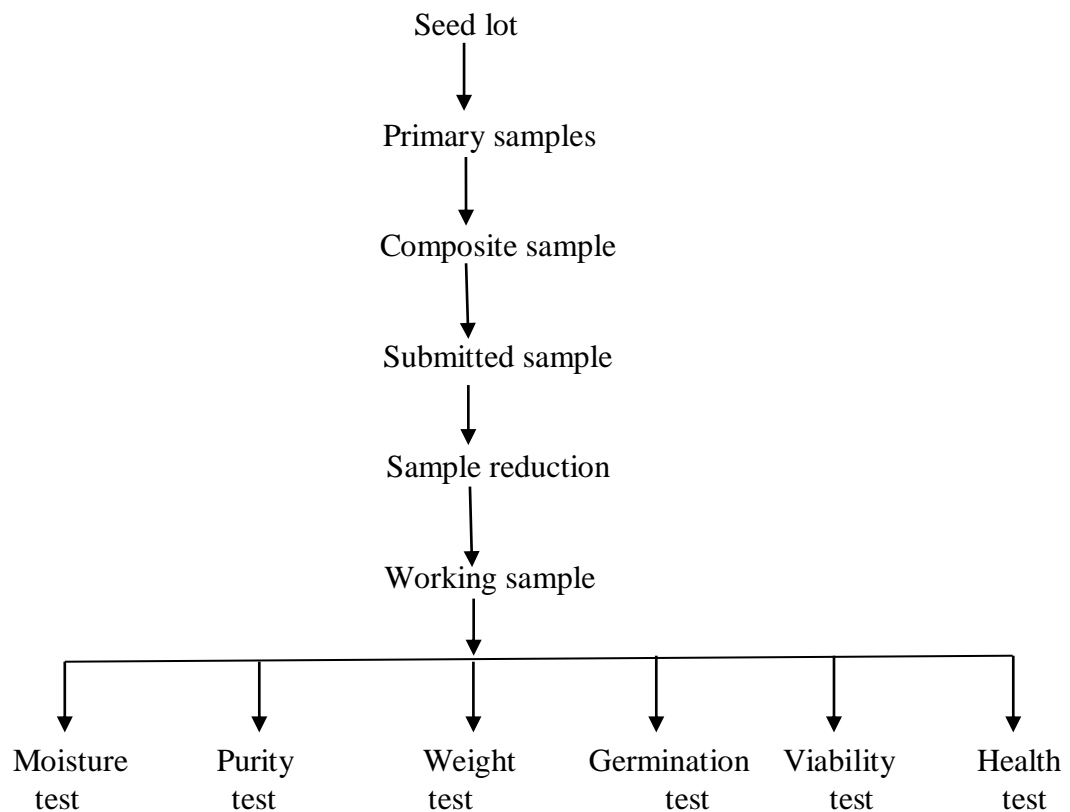 Seed lot
Primary samples
Composite sample
Submitted sample
Sample reduction
Working sample
Moisture test
Purity test
Weight test
Germination test
Viability test
Health test